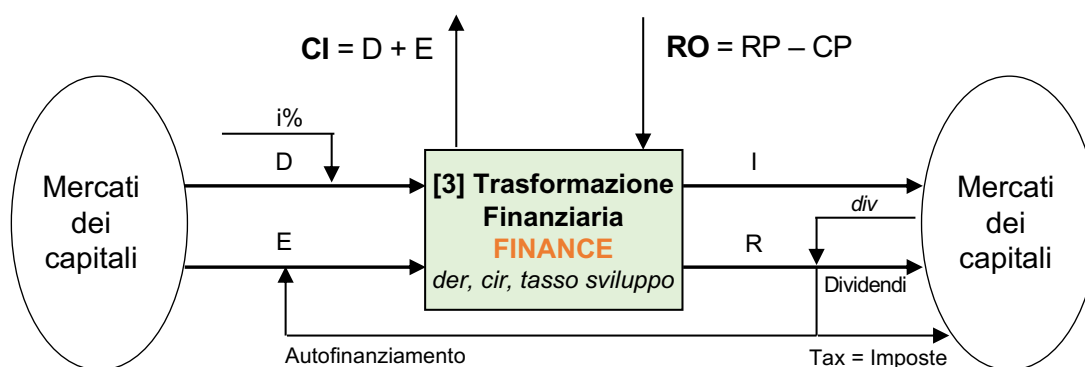 CI = D + E
RO = RP – CP
i%
D
I
Mercati
dei
capitali
[3] Trasformazione
Finanziaria
FINANCE
der, cir, tasso sviluppo
Mercati
dei
capitali
div
E
R
Dividendi
Autofinanziamento
Tax = Imposte